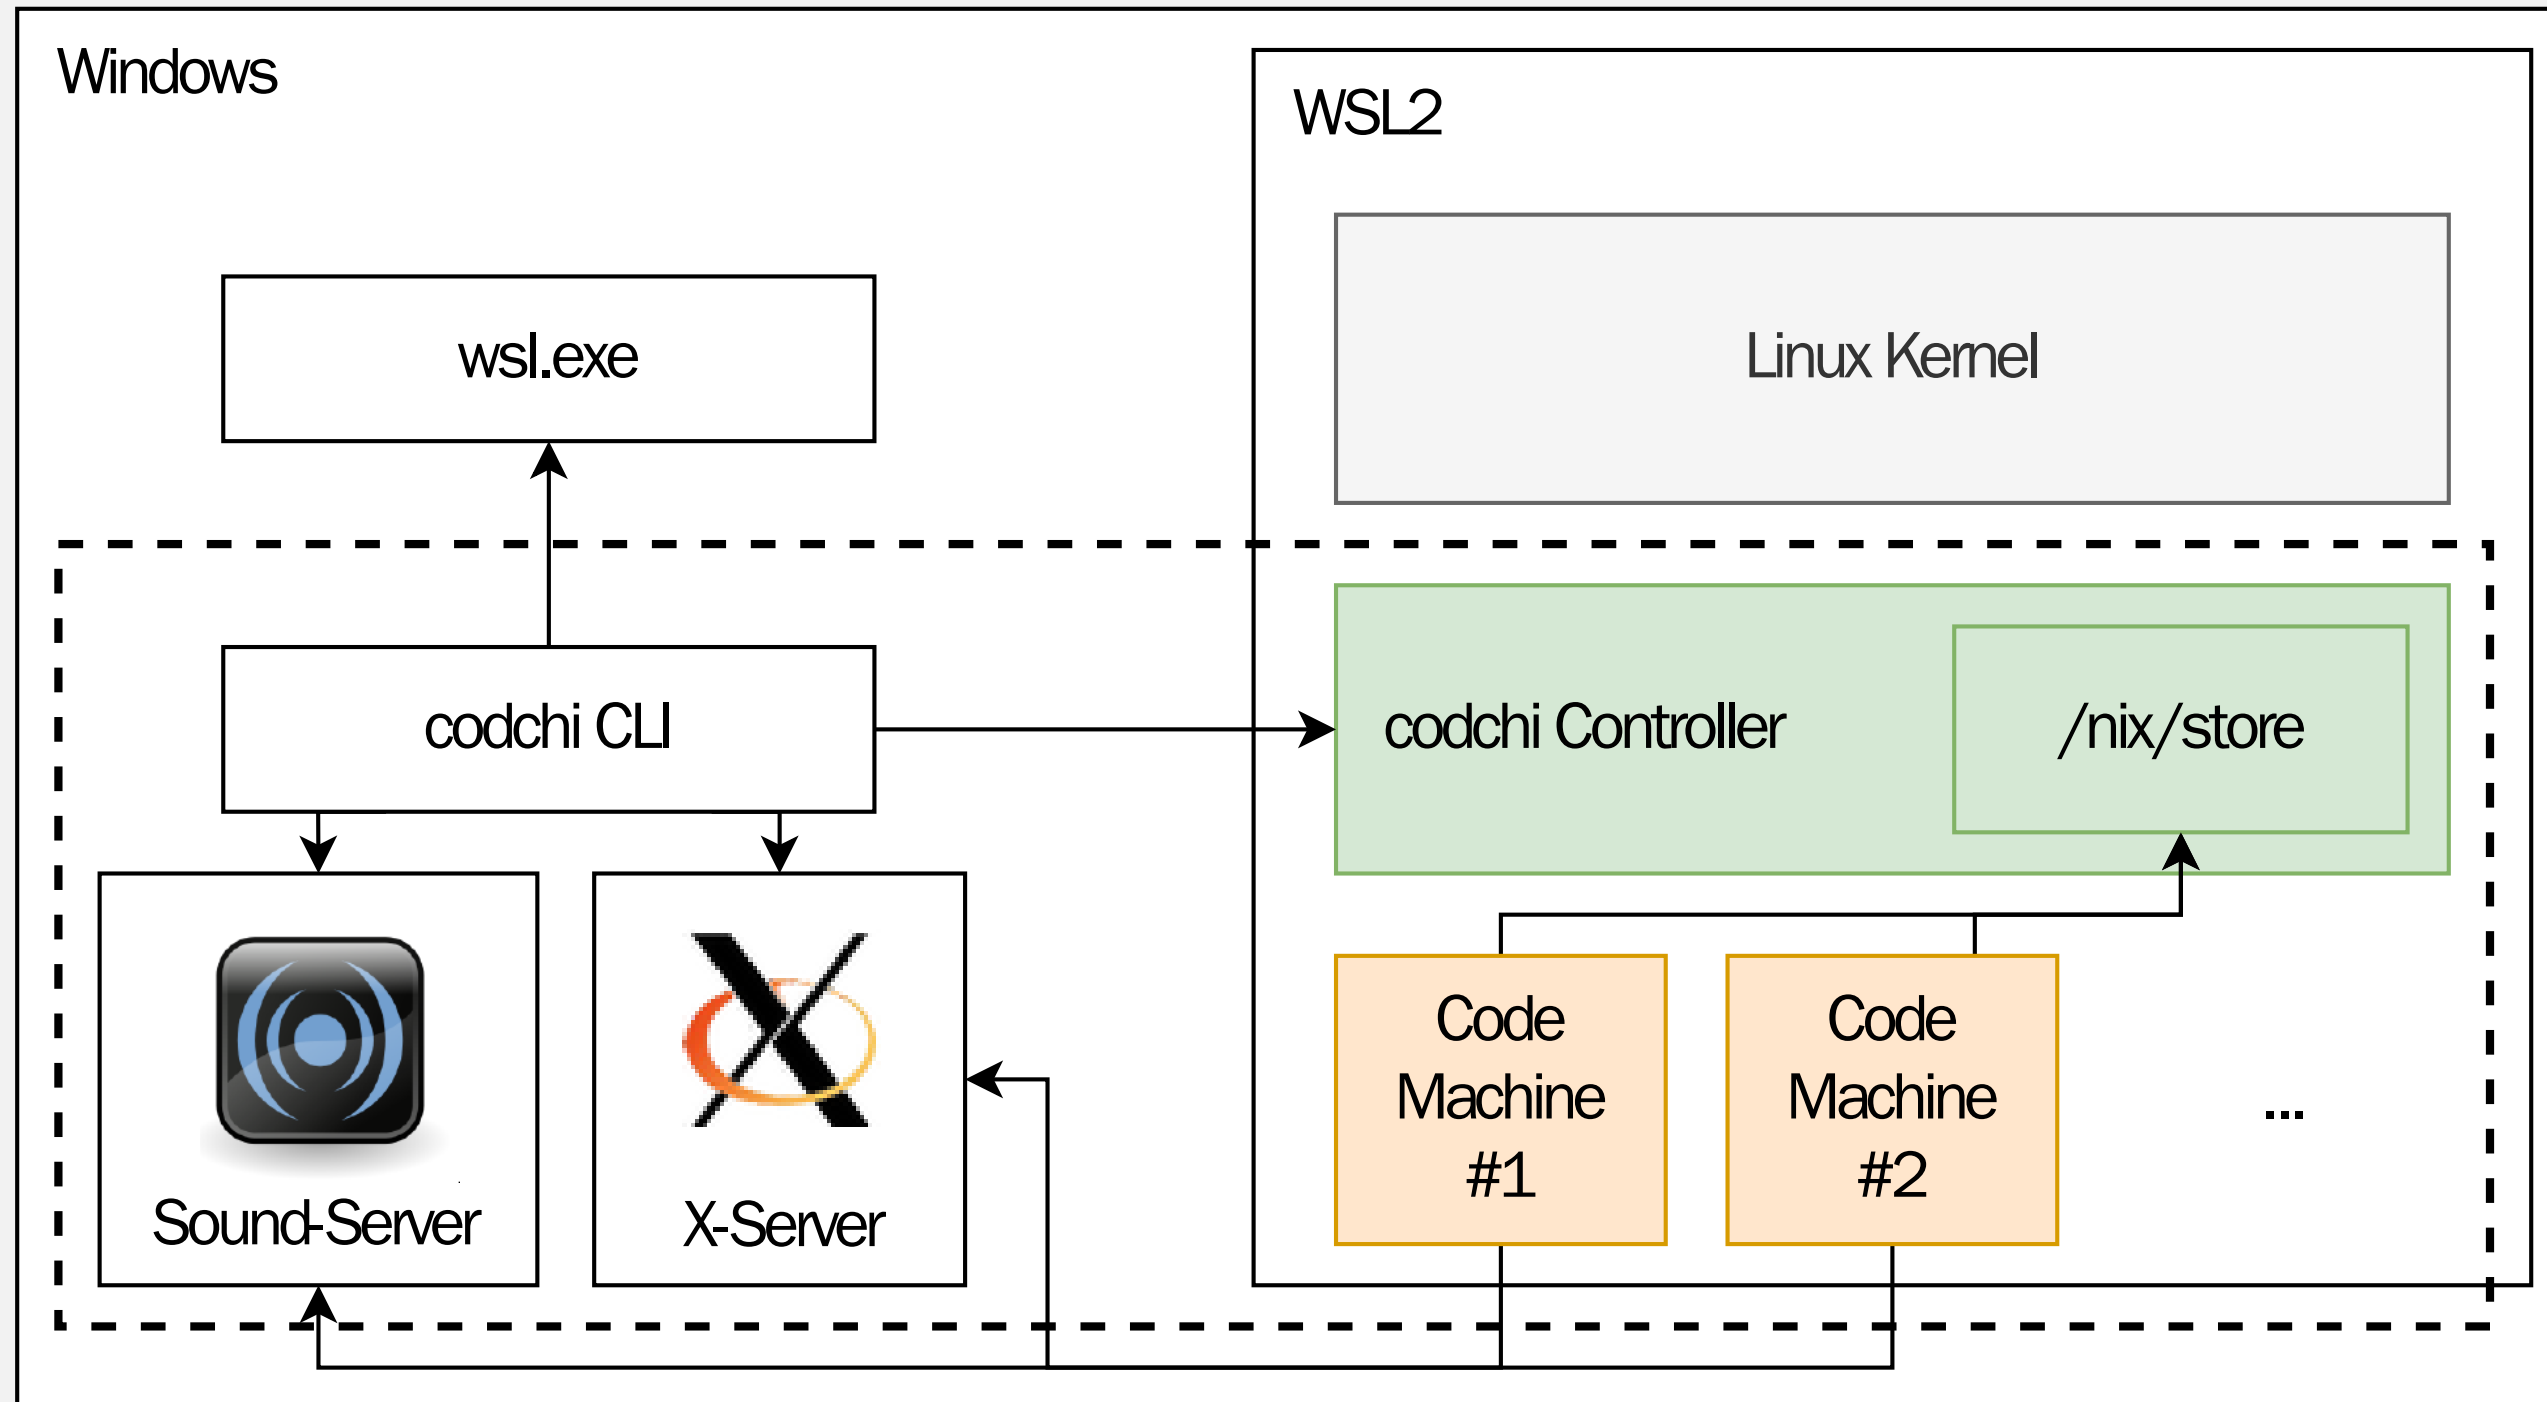 Windows
WSL2
wsl.exe
Linux Kernel
codchi CLI
codchi Controller
/nix/store
Sound-Server
X-Server
Code
Machine
#1
Code
Machine
#2
...